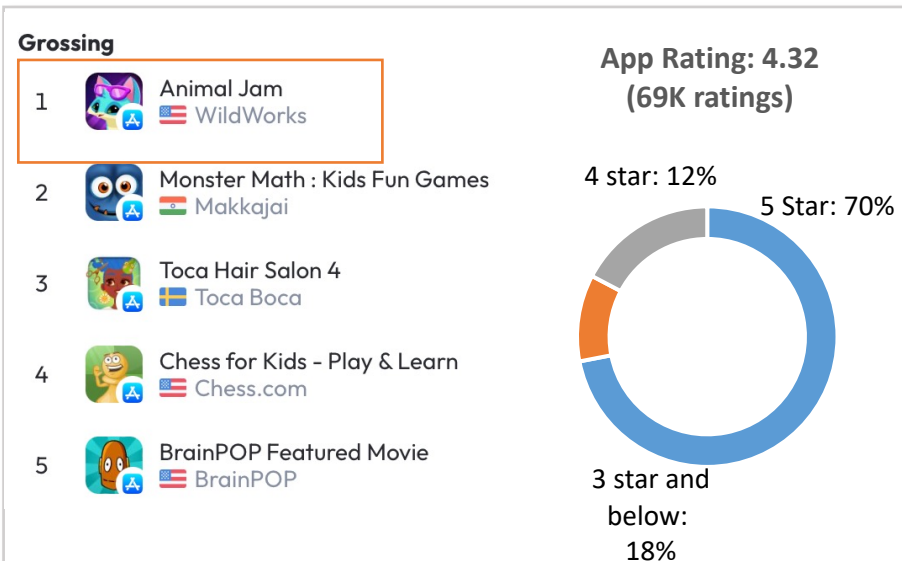 Grossing
1
Animal Jam
WildWorks
2
Monster Math : Kids Fun Games
Makkajai
3
Toca Hair Salon 4
Toca Boca
4
Chess for Kids - Play & Learn
Chess.com
5
BrainPOP Featured Movie
BrainPOP
App Rating: 4.32
(69K ratings)
4 star: 12%
5 Star: 70%
3 star and
below:
18%